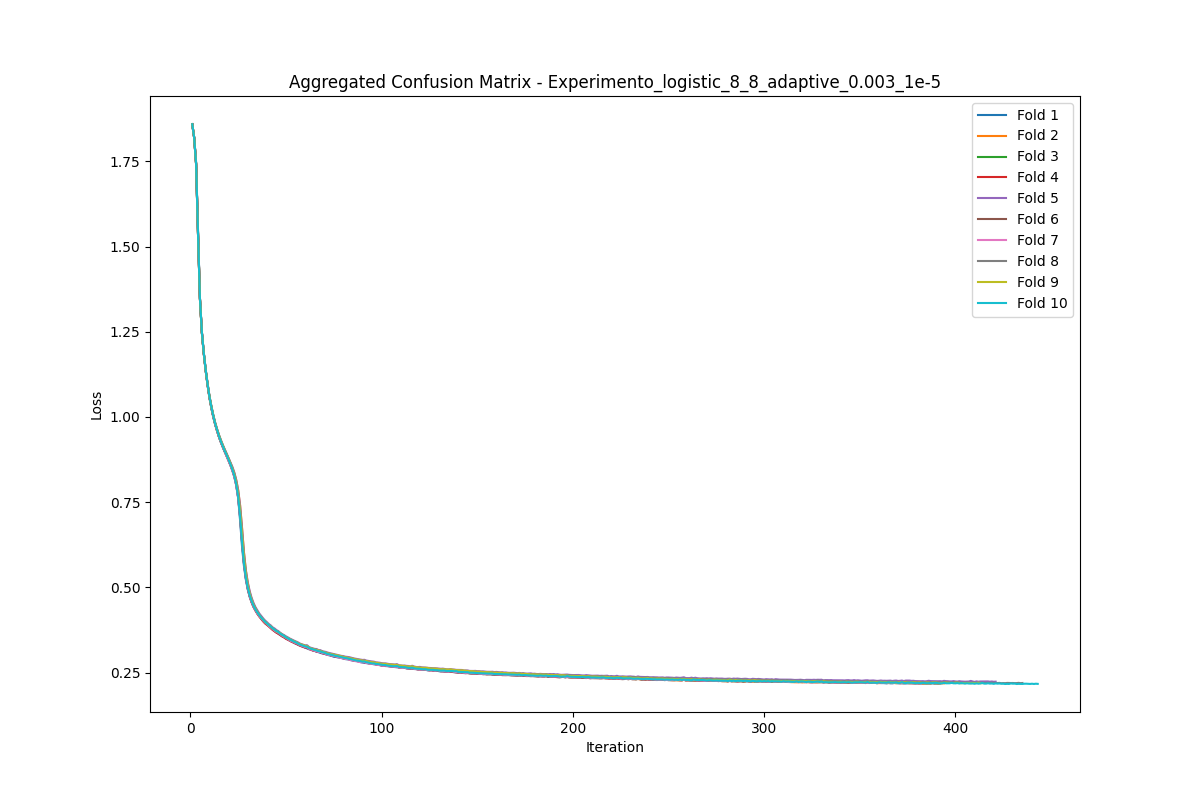 Aggregated Confusion Matrix - Experimento_logistic_8_8_adaptive_0.003_1e-5
Fold 1
Fold 2
Fold 3
Fold 4
Fold 5
Fold 6
Fold 7
Fold 8
Fold 9
Fold 10
1.75
1.50
1.25
1.00
0.75
0.50
0.25
Loss
0
100
200
300
400
Iteration